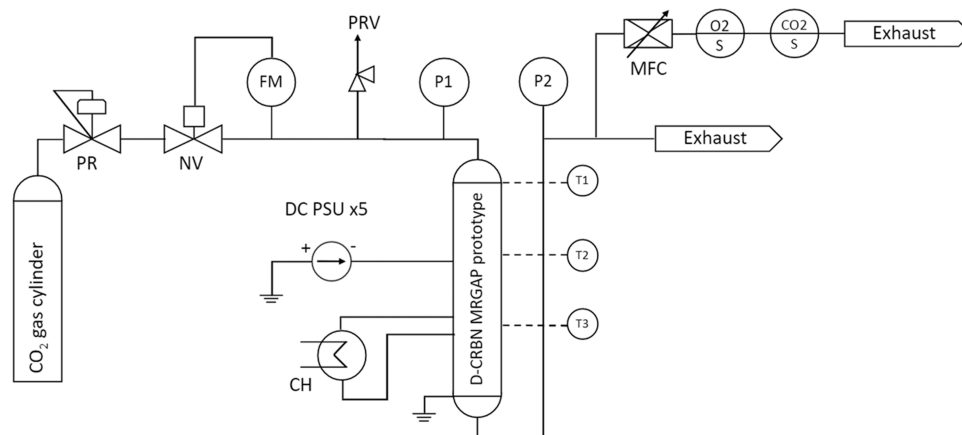 PRV
O2
S
CO2
S
Exhaust
MFC
FM
P1
P2
Exhaust
PR
NV
T1
DC PSU x5
+
-
T2
T3
CH
CO₂ gas cylinder
D-CRBN MRGAP prototype